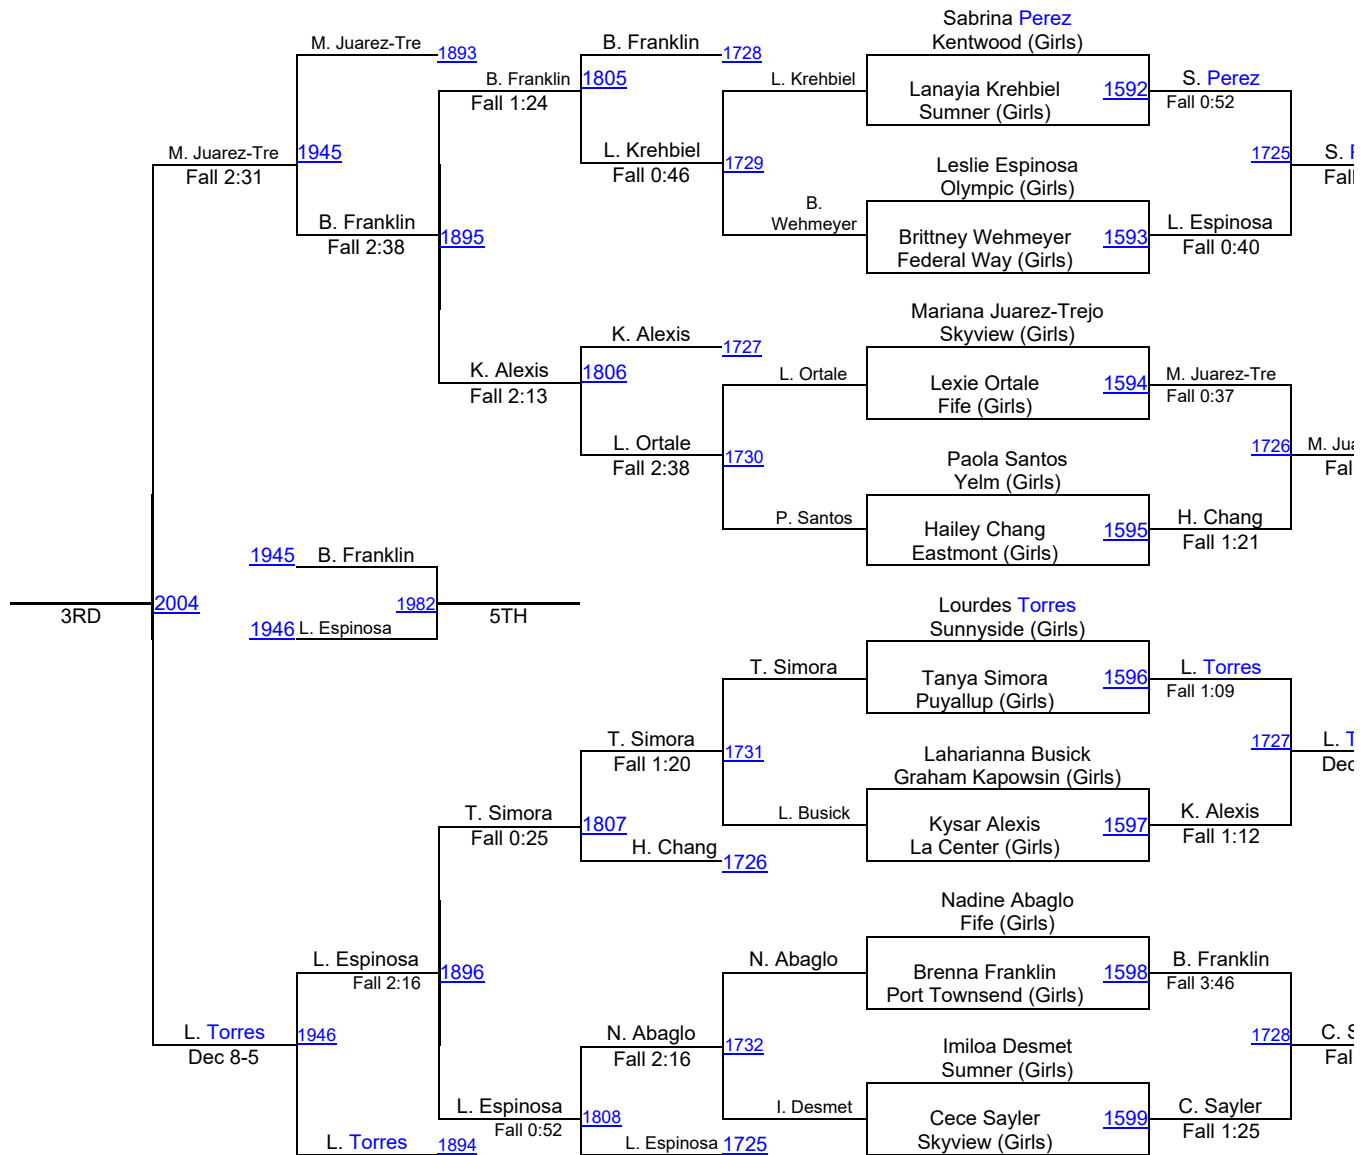 Sabrina Perez
Kentwood (Girls)
M. Juarez-Tre
1893
B. Franklin
1728
B. Franklin
1805
Fall 1:24
L. Krehbiel
Lanayia Krehbiel
Sumner (Girls)
1592
S. Perez
Fall 0:52
M. Juarez-Tre
1945
Fall 2:31
L. Krehbiel
Fall 0:46
1729
Leslie Espinosa
Olympic (Girls)
1725
S.
Fall
B. Franklin
Fall 2:38
1895
B.
Wehmeyer
Brittney Wehmeyer
Federal Way (Girls)
1593
L. Espinosa
Fall 0:40
Mariana Juarez-Trejo
Skyview (Girls)
K. Alexis
1727
K. Alexis
1806
Fall 2:13
L. Ortale
Lexie Ortale
Fife (Girls)
1594
M. Juarez-Tre
Fall 0:37
L. Ortale
Fall 2:38
1730
Paola Santos
Yelm (Girls)
1726
M. Jua
Fal
P. Santos
Hailey Chang
Eastmont (Girls)
1595
H. Chang
Fall 1:21
1945
B. Franklin
3RD
2004
1982
5TH
1946
L. Espinosa
Lourdes Torres
Sunnyside (Girls)
T. Simora
Tanya Simora
Puyallup (Girls)
1596
L. Torres
Fall 1:09
T. Simora
Fall 1:20
1731
Laharianna Busick
Graham Kapowsin (Girls)
1727
L. T
Dec
T. Simora
Fall 0:25
1807
H. Chang
1726
L. Busick
Kysar Alexis
La Center (Girls)
1597
K. Alexis
Fall 1:12
Nadine Abaglo
Fife (Girls)
L. Espinosa
Fall 2:16
1896
N. Abaglo
Brenna Franklin
Port Townsend (Girls)
1598
B. Franklin
Fall 3:46
L. Torres
1946
Dec 8-5
N. Abaglo
Fall 2:16
1732
Imiloa Desmet
Sumner (Girls)
1728
C. S
Fal
L. Espinosa
Fall 0:52
1808
I. Desmet
Cece Sayler
Skyview (Girls)
1599
C. Sayler
Fall 1:25
L. Torres
1894
L. Espinosa
1725